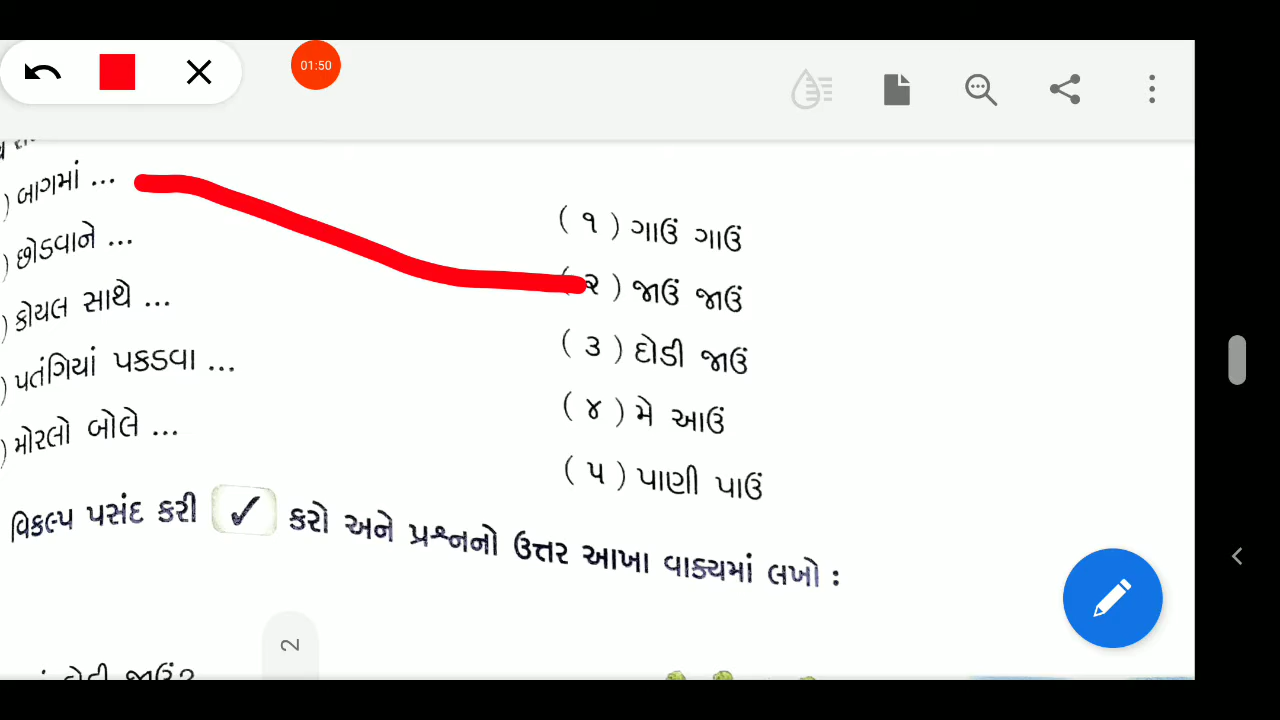 01:50
) બાગમાં ...
) છોડવાને ...
) કોયલ સાથે ...
) પતંગિયાં પકડવા ...
) મોરલો બોલે ...
( ૧ ) ગાઉં ગાઉં
( ૨ ) જાઉં જાઉં
( ૩ ) દોડી જાઉં
( ૪ ) મે આઉં
( ૫ ) પાણી પાઉં
વિકલ્પ પસંદ કરી ✓ કરો અને પ્રશ્નનો ઉત્તર આખા વાક્યમાં લખો :
2
જાઉં?